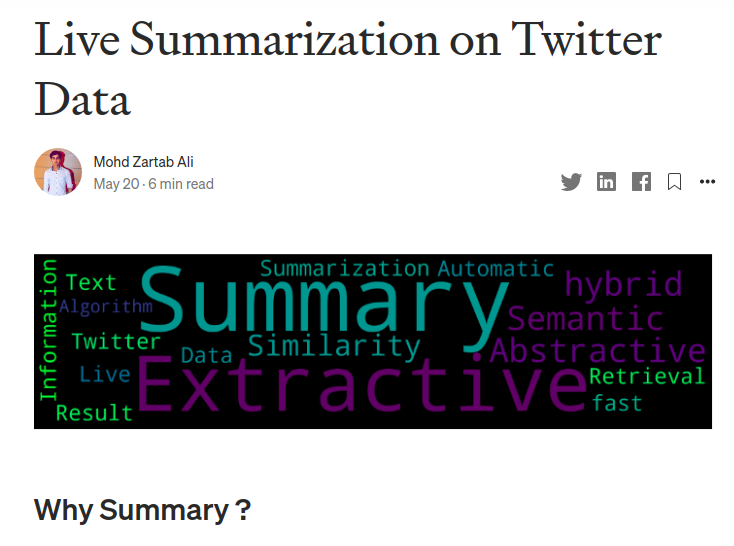 Live Summarization on Twitter
Data
Mohd Zartab Ali
May 20 · 6 min read
Information
Text
Algorithm
Twitter
Live
Result
Summary
Summarization
Automatic
hybrid
Semantic
Data
Similarity
Abstractive
Extractive
Retrieval
fast
Why Summary ?